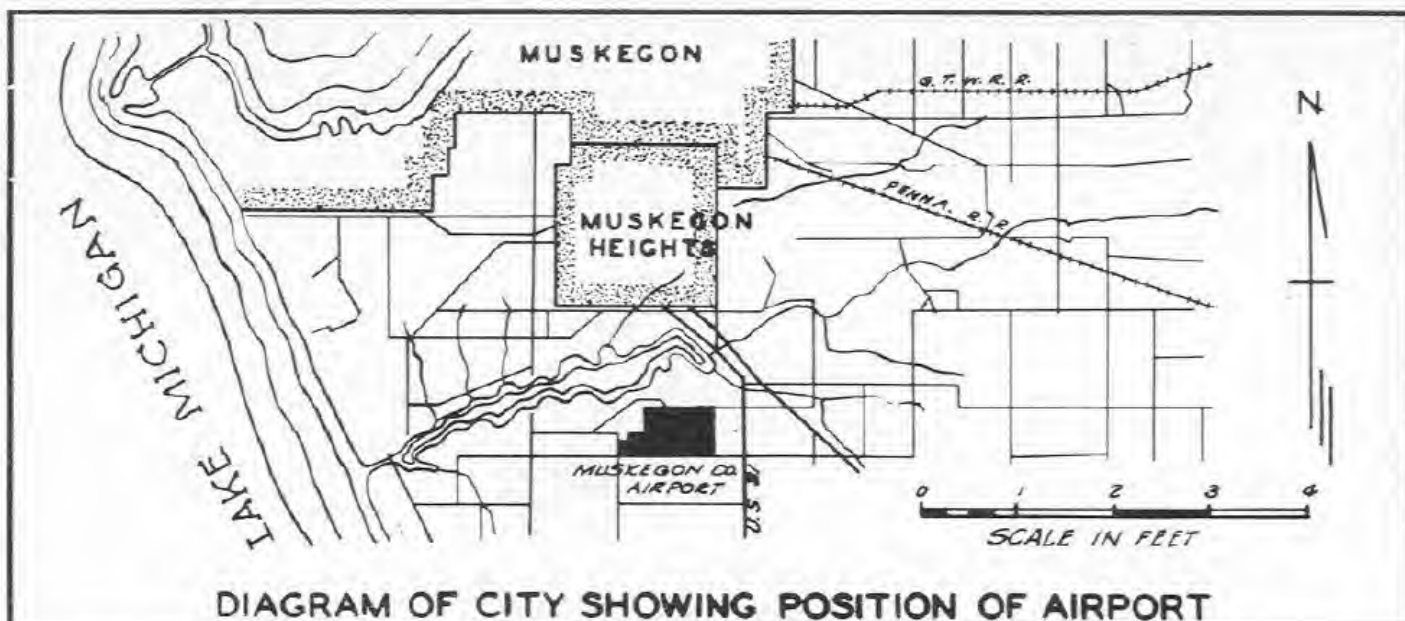 MUSKEGON
G. T. W. R. R.
N
PENNA. R. R.
MUSKEGON
HEIGHTS
LAKE MICHIGAN
MUSKEGON CO.
AIRPORT
0 1 2 3 4
SCALE IN FEET
DIAGRAM OF CITY SHOWING POSITION OF AIRPORT